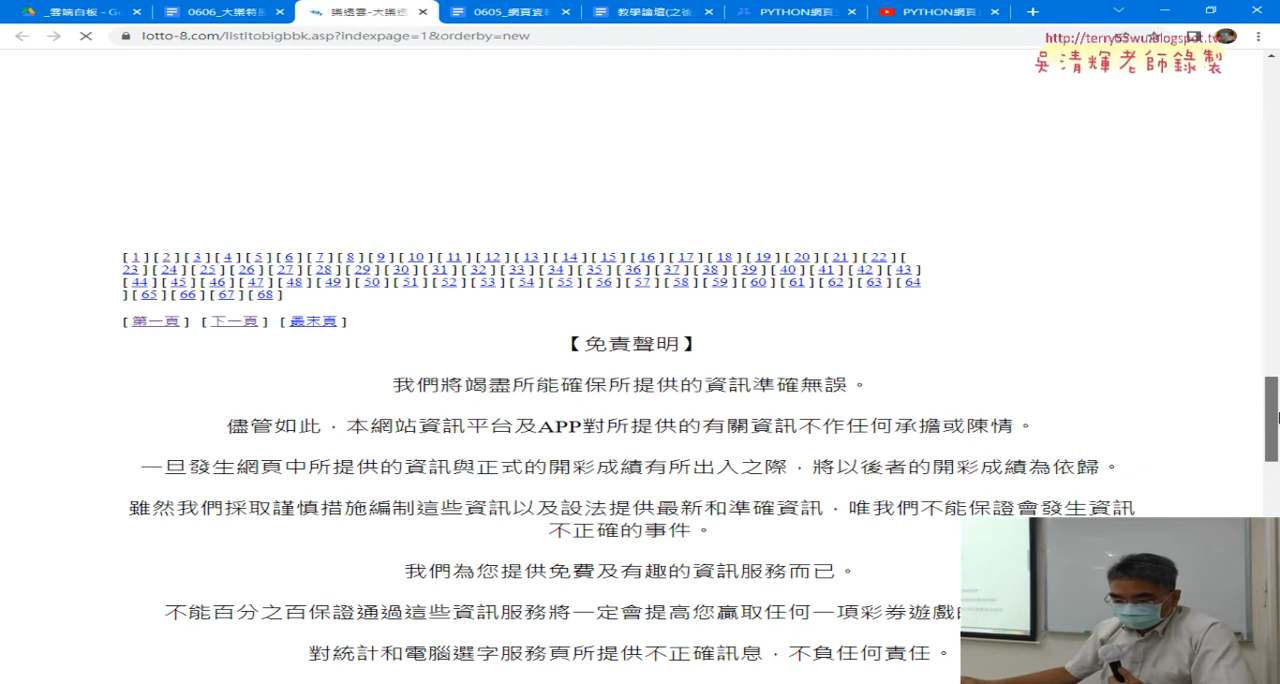 _雲端白板 - Go
0606_大樂特
樂透雲-大樂透
0605_網頁資料
教學論壇(之後
PYTHON網頁
PYTHON網頁
lotto-8.com/listltobigbbk.asp?indexpage=1&orderby=new
http://terry55wu.blogspot.tw
吳清輝老師錄製
[ 1 ] [ 2 ] [ 3 ] [ 4 ] [ 5 ] [ 6 ] [ 7 ] [ 8 ] [ 9 ] [ 10 ] [ 11 ] [ 12 ] [ 13 ] [ 14 ] [ 15 ] [ 16 ] [ 17 ] [ 18 ] [ 19 ] [ 20 ] [ 21 ] [ 22 ] [
23 ] [ 24 ] [ 25 ] [ 26 ] [ 27 ] [ 28 ] [ 29 ] [ 30 ] [ 31 ] [ 32 ] [ 33 ] [ 34 ] [ 35 ] [ 36 ] [ 37 ] [ 38 ] [ 39 ] [ 40 ] [ 41 ] [ 42 ] [ 43 ]
[ 44 ] [ 45 ] [ 46 ] [ 47 ] [ 48 ] [ 49 ] [ 50 ] [ 51 ] [ 52 ] [ 53 ] [ 54 ] [ 55 ] [ 56 ] [ 57 ] [ 58 ] [ 59 ] [ 60 ] [ 61 ] [ 62 ] [ 63 ] [ 64
] [ 65 ] [ 66 ] [ 67 ] [ 68 ]
[ 第一頁 ] [ 下一頁 ] [ 最末頁 ]
【免責聲明】
我們將竭盡所能確保所提供的資訊準確無誤。
儘管如此，本網站資訊平台及APP對所提供的有關資訊不作任何承擔或陳情。
一旦發生網頁中所提供的資訊與正式的開彩成績有所出入之際，將以後者的開彩成績為依歸。
雖然我們採取謹慎措施編制這些資訊以及設法提供最新和準確資訊，唯我們不能保證會發生資訊
不正確的事件。
我們為您提供免費及有趣的資訊服務而已。
不能百分之百保證通過這些資訊服務將一定會提高您贏取任何一項彩券遊戲
對統計和電腦選字服務頁所提供不正確訊息，不負任何責任。